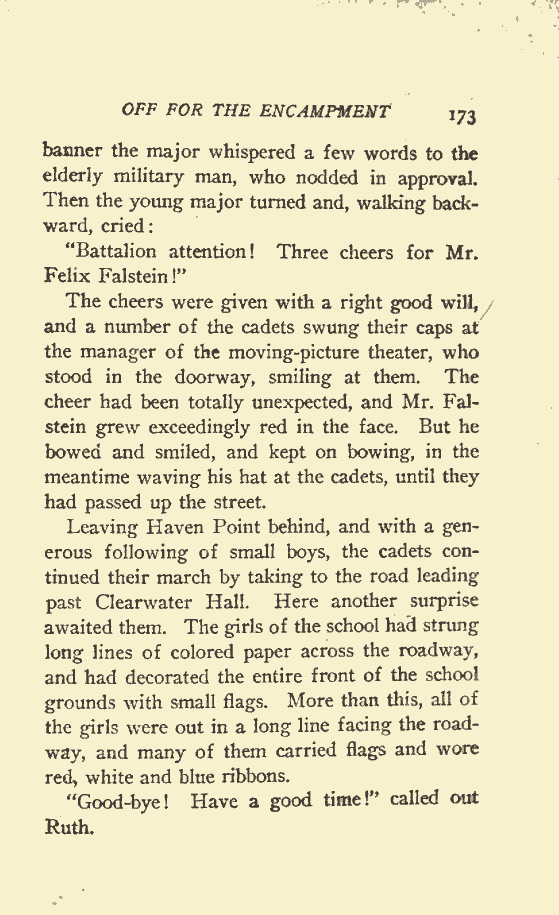 OFF FOR THE ENCAMPMENT 173
banner the major whispered a few words to the
elderly military man, who nodded in approval.
Then the young major turned and, walking back-
ward, cried:
"Battalion attention! Three cheers for Mr.
Felix Falstein!"
The cheers were given with a right good will,
and a number of the cadets swung their caps at
the manager of the moving-picture theater, who
stood in the doorway, smiling at them. The
cheer had been totally unexpected, and Mr. Fal-
stein grew exceedingly red in the face. But he
bowed and smiled, and kept on bowing, in the
meantime waving his hat at the cadets, until they
had passed up the street.
Leaving Haven Point behind, and with a gen-
erous following of small boys, the cadets con-
tinued their march by taking to the road leading
past Clearwater Hall. Here another surprise
awaited them. The girls of the school had strung
long lines of colored paper across the roadway,
and had decorated the entire front of the school
grounds with small flags. More than this, all of
the girls were out in a long line facing the road-
way, and many of them carried flags and wore
red, white and blue ribbons.
"Good-bye! Have a good time!" called out
Ruth.